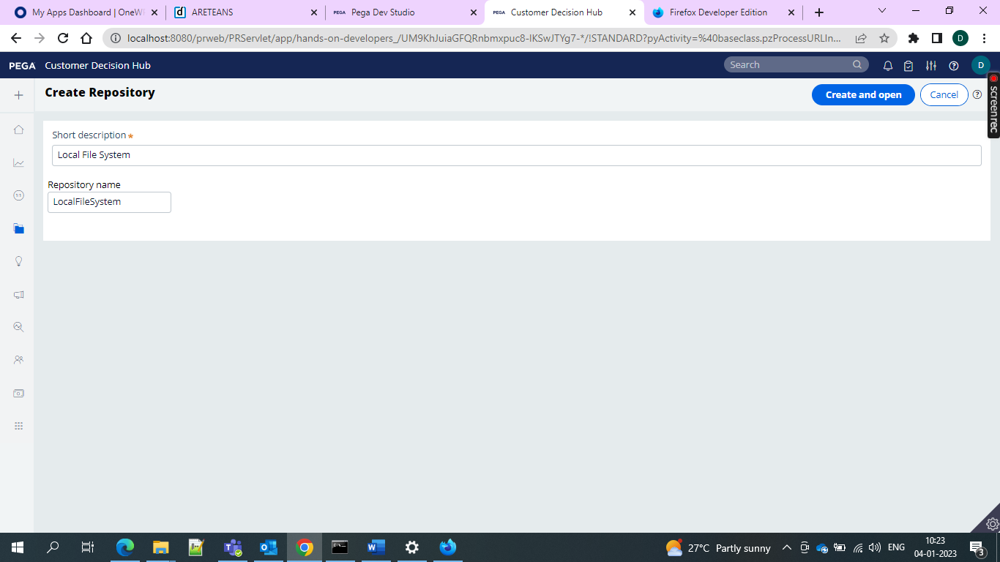 My Apps Dashboard | OneW
ARETEANS
PEGA Pega Dev Studio
PEGA Customer Decision Hub
Firefox Developer Edition
localhost:8080/prweb/PRServlet/app/hands-on-developers_/UM9KhJuiaGFQRnbmxpuc8-IKSwJTYg7-*/!STANDARD?pyActivity=%40baseclass.pzProcessURLIn...
D
PEGA Customer Decision Hub
Search
D
Create Repository
Create and open
Cancel
screenrec
Short description *
Local File System
Repository name
LocalFileSystem
27°C Partly sunny
ENG
10:23
04-01-2023
3